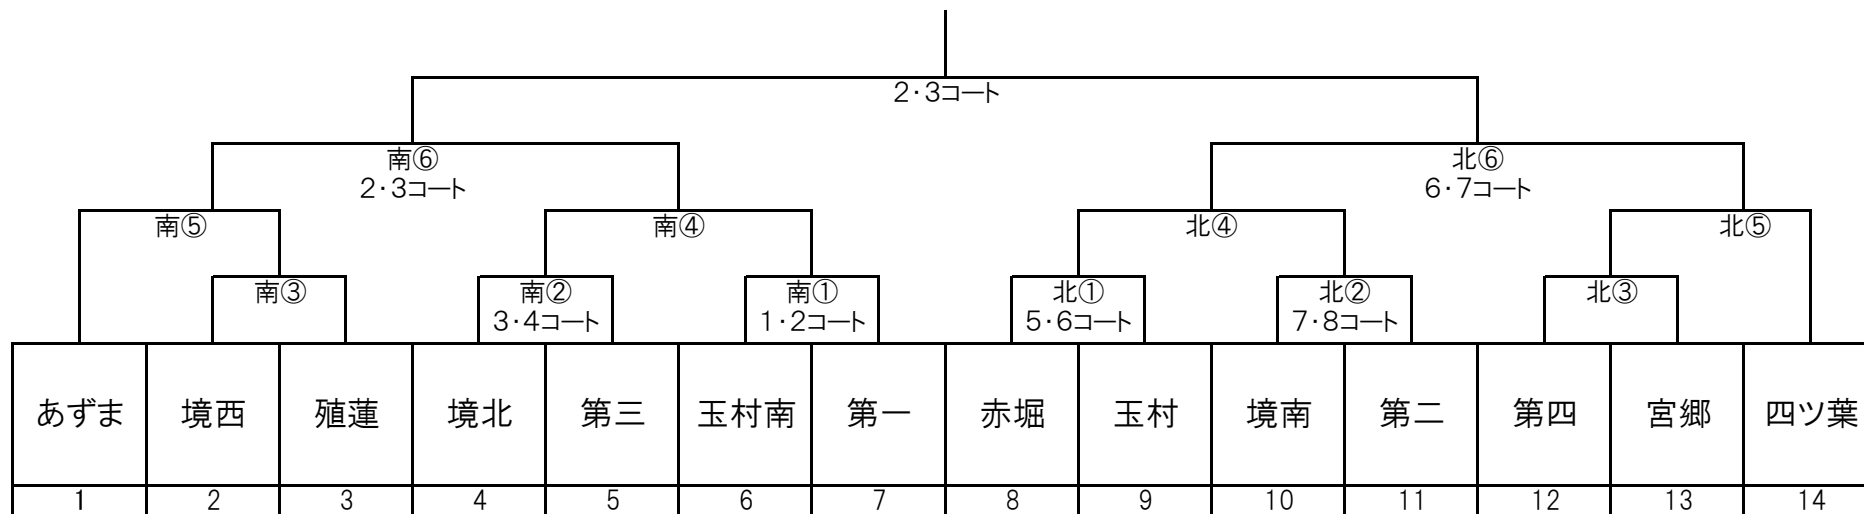 2・3コート
南⑥
2・3コート
北⑥
6・7コート
南⑤
南④
北④
北⑤
南③
南②
3・4コート
南①
1・2コート
北①
5・6コート
北②
7・8コート
北③
あずま
境西
殖蓮
境北
第三
玉村南
第一
赤堀
玉村
境南
第二
第四
宮郷
四ツ葉
1
2
3
4
5
6
7
8
9
10
11
12
13
14